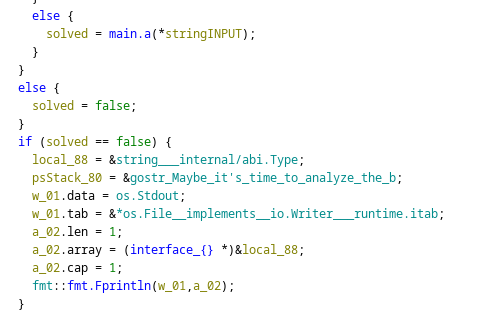 else {
solved = main.a(*stringINPUT);
}
}
else {
solved = false;
}
if (solved == false) {
local_88 = &string___internal/abi.Type;
psStack_80 = &gostr_Maybe_it's_time_to_analyze_the_b;
w_01.data = os.Stdout;
w_01.tab = &*os.File__implements__io.Writer___runtime.itab;
a_02.len = 1;
a_02.array = (interface_{} *)&local_88;
a_02.cap = 1;
fmt::fmt.Fprintln(w_01,a_02);
}